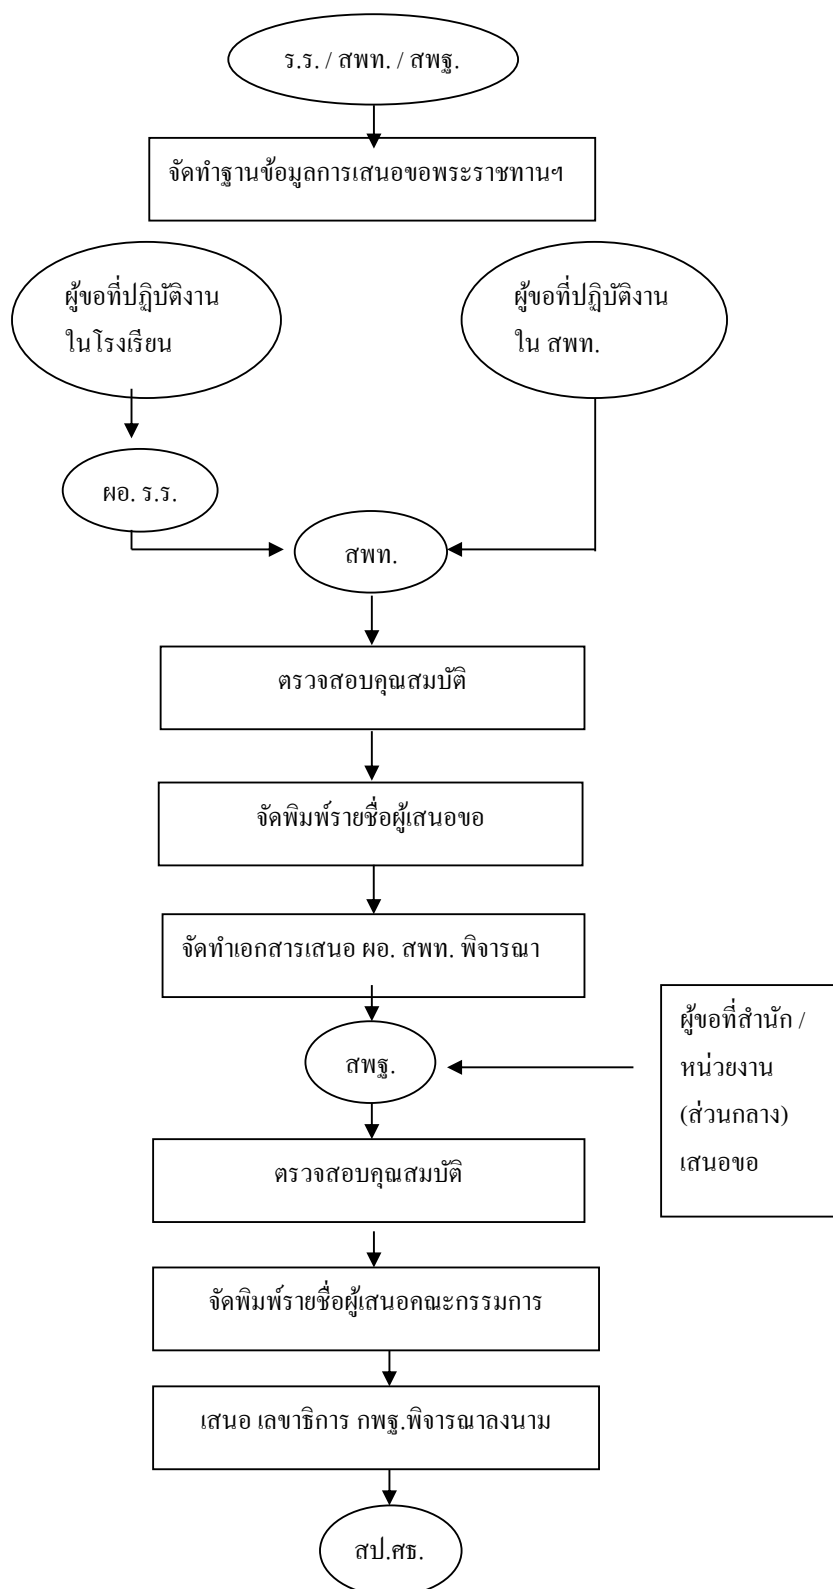 ร.ร. / สพท. / สพฐ.
จัดทำฐานข้อมูลการเสนอขอพระราชทานฯ
ผู้ขอที่ปฏิบัติงาน
ในโรงเรียน
ผู้ขอที่ปฏิบัติงาน
ใน สพท.
ผอ. ร.ร.
สพท.
ตรวจสอบคุณสมบัติ
จัดพิมพ์รายชื่อผู้เสนอขอ
จัดทำเอกสารเสนอ ผอ. สพท. พิจารณา
สพฐ.
ผู้ขอที่สำนัก /
หน่วยงาน
(ส่วนกลาง)
เสนอขอ
ตรวจสอบคุณสมบัติ
จัดพิมพ์รายชื่อผู้เสนอคณะกรรมการ
เสนอ เลขาธิการ กพฐ.พิจารณาลงนาม
สป.ศธ.